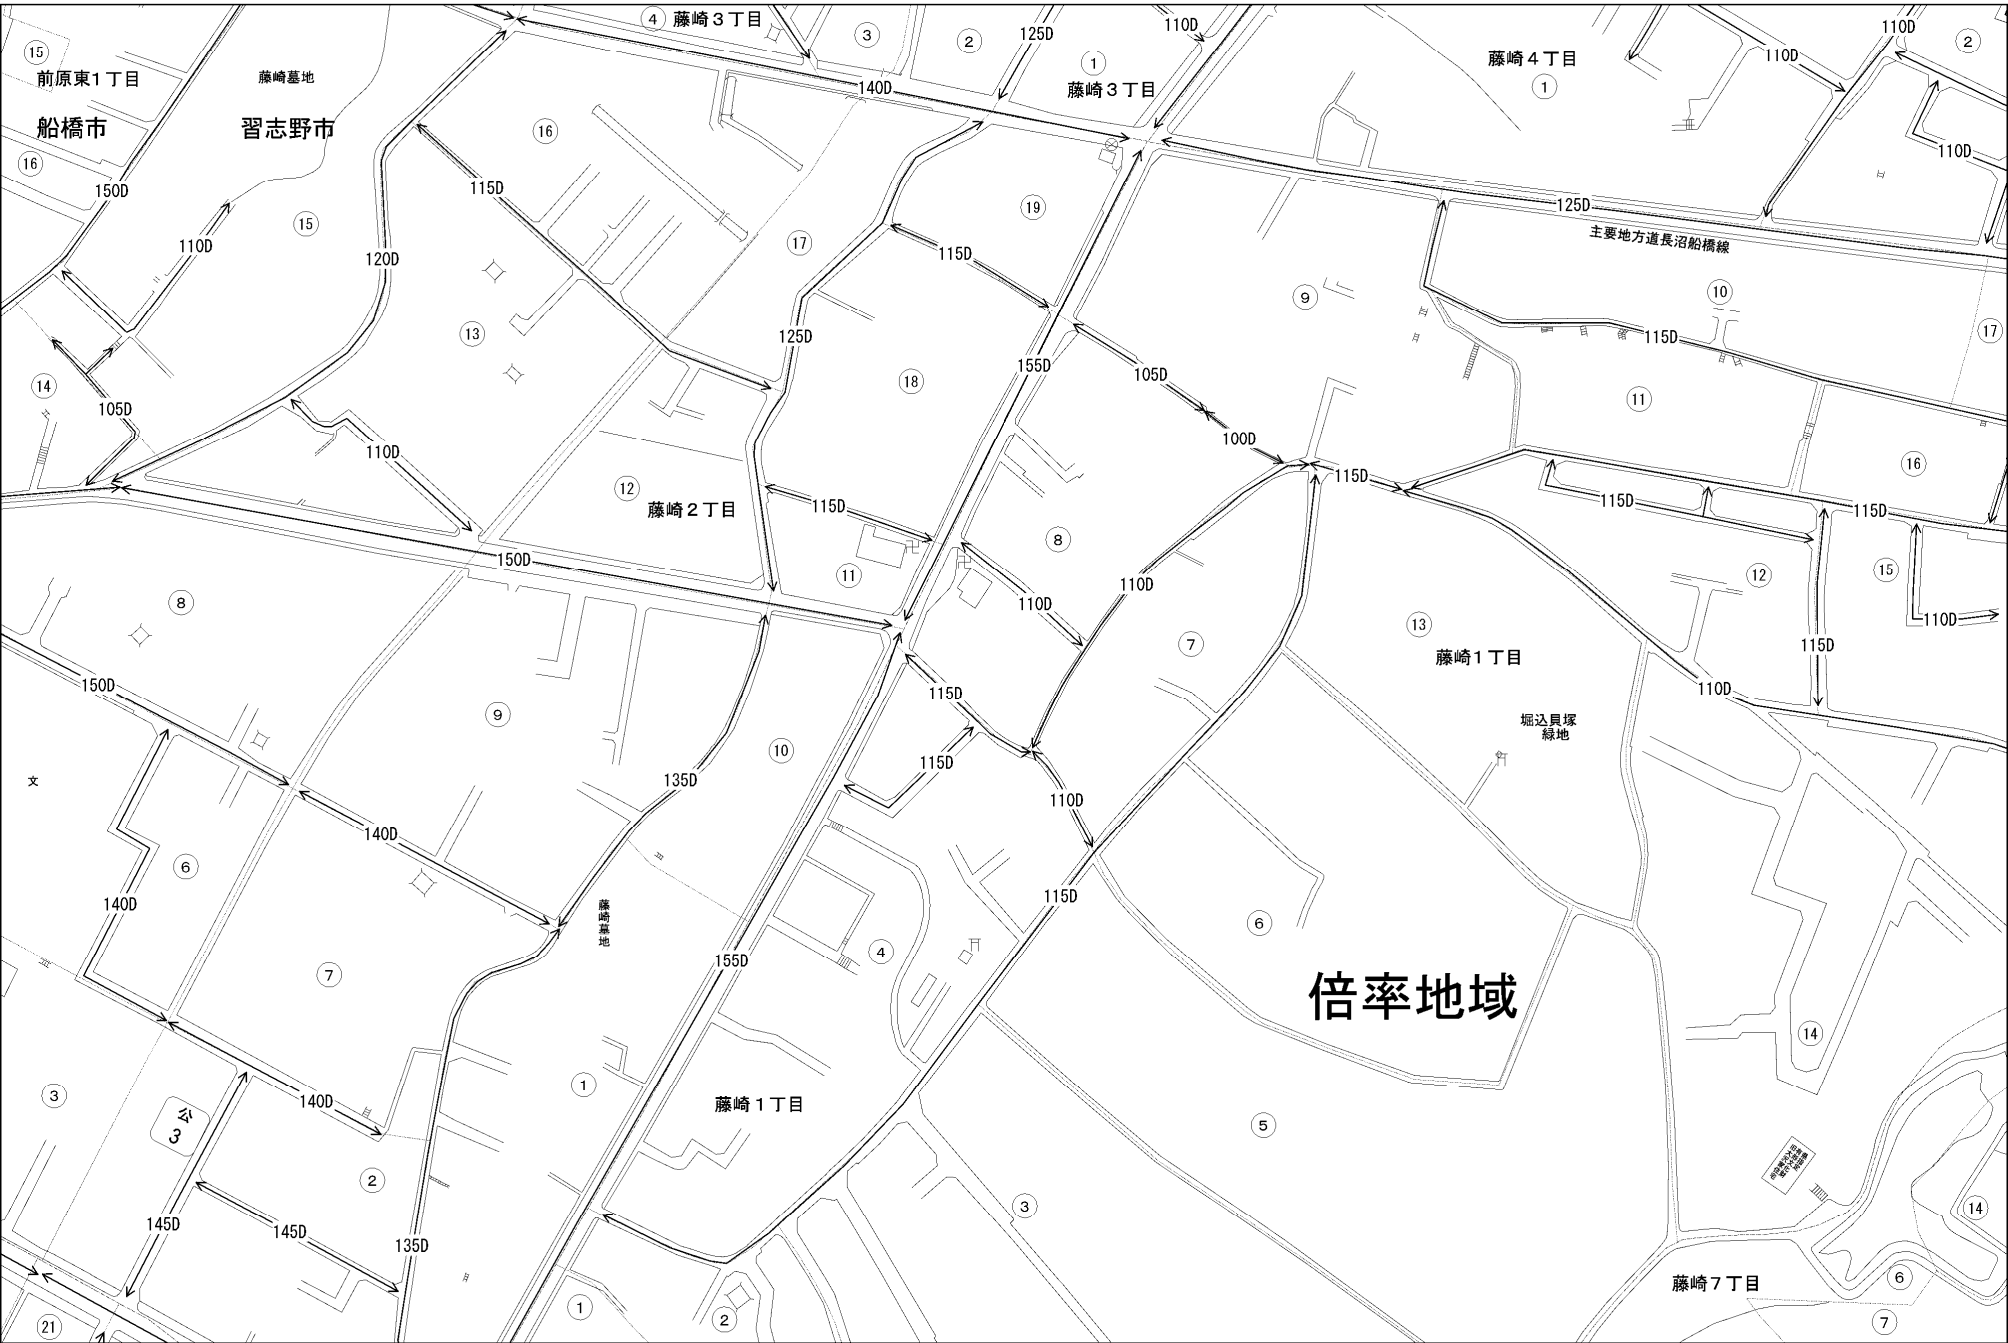 ④ 藤崎３丁目
③
②
125D
①
藤崎３丁目
110D
藤崎４丁目
①
110D
110D
②
⑮
前原東１丁目
藤崎墓地
船橋市
習志野市
⑯
140D
⑯
110D
150D
115D
⑮
110D
120D
⑰
⑲
115D
125D
主要地方道長沼船橋線
⑨
⑩
⑰
⑬
125D
115D
⑭
105D
⑱
155D
105D
⑪
110D
100D
⑯
⑫
藤崎２丁目
115D
115D
115D
115D
150D
⑧
⑪
⑫
⑮
110D
110D
110D
⑧
⑦
⑬
藤崎１丁目
115D
150D
⑨
115D
110D
堀込貝塚
緑地
文
⑩
135D
115D
110D
140D
⑥
140D
藤崎墓地
115D
⑥
④
155D
⑦
倍率地域
⑭
③
公
3
140D
①
藤崎１丁目
⑤
②
③
⑭
145D
145D
135D
藤崎７丁目
⑥
①
②
㉑
⑦